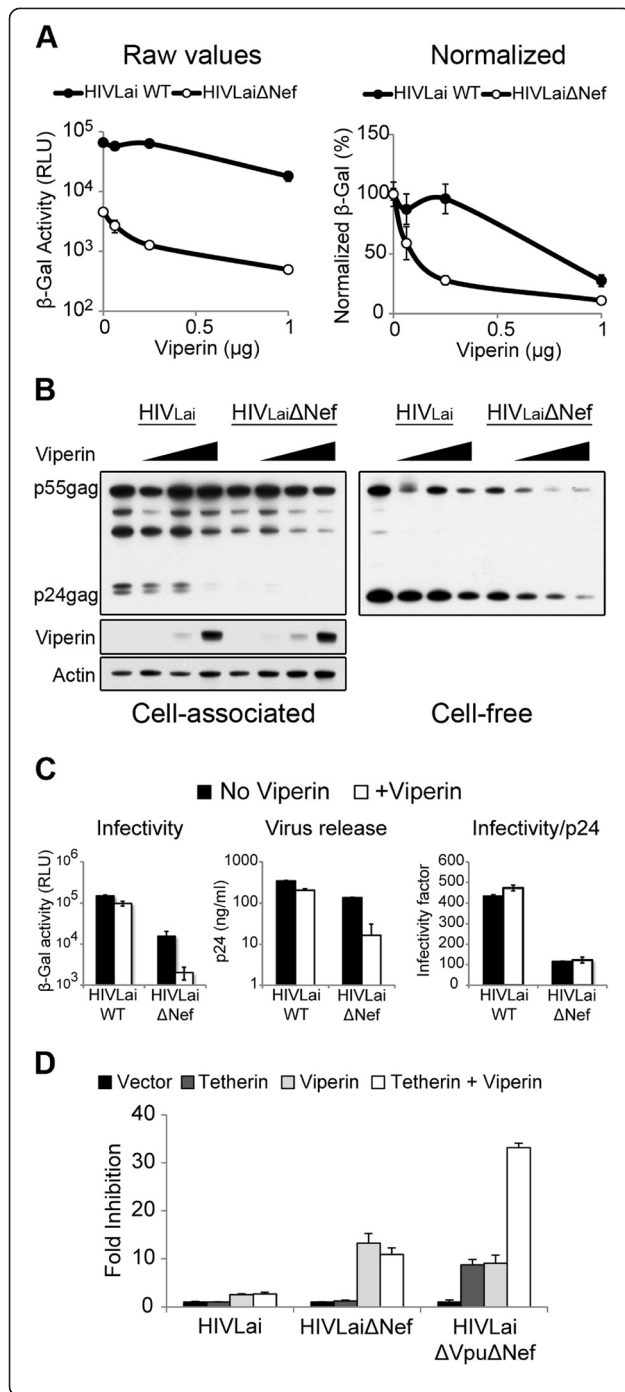 A
Raw values
HIVLai WT HIVLaiΔNef
10⁵
10⁴
10³
10²
β-Gal Activity (RLU)
0 0.5 1
Viperin (µg)
Normalized
HIVLai WT HIVLaiΔNef
150
100
50
0
Normalized β-Gal (%)
0 0.5 1
Viperin (µg)
B
HIVLai HIVLaiΔNef
HIVLai HIVLaiΔNef
Viperin
p55gag
p24gag
Viperin
Actin
Cell-associated
Cell-free
C
No Viperin +Viperin
Infectivity
10⁶
10⁵
10⁴
10³
β-Gal activity (RLU)
HIVLai HIVLai
WT ΔNef
Virus release
1000
100
10
1
p24 (ng/ml)
HIVLai HIVLai
WT ΔNef
Infectivity/p24
600
500
400
300
200
100
0
Infectivity factor
HIVLai HIVLai
WT ΔNef
D
Vector Tetherin Viperin Tetherin + Viperin
40
30
20
10
0
Fold Inhibition
HIVLai HIVLaiΔNef HIVLai
ΔVpuΔNef